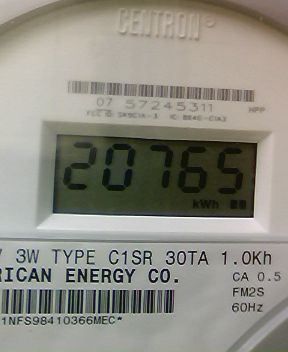 CENTRON®
07 57245311
HPP
20765
kWh
3W TYPE C1SR 30TA 1.0Kh
RICAN ENERGY CO.
CA 0.5
FM2S
60Hz
1NFS98410366MEC*